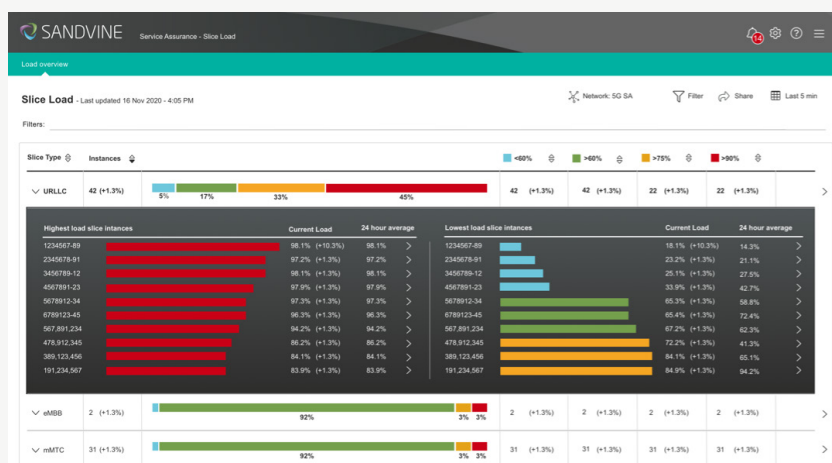 SANDVINE Service Assurance - Slice Load 14
Load overview
Slice Load - Last updated 16 Nov 2020 - 4:05 PM Network: 5G SA Filter Share Last 5 min
Filters:
Slice Type Instances <60% >60% >75% >90%
URLLC 42 (+1.3%) 5% 17% 33% 45% 42 (+1.3%) 42 (+1.3%) 22 (+1.3%) 22 (+1.3%)
Highest load slice intances Current Load 24 hour average Lowest load slice intances Current Load 24 hour average
1234567-89 98.1% (+10.3%) 98.1% 1234567-89 18.1% (+10.3%) 14.3%
2345678-91 97.2% (+1.3%) 97.2% 2345678-91 23.2% (+1.3%) 21.1%
3456789-12 98.1% (+1.3%) 98.1% 3456789-12 25.1% (+1.3%) 27.5%
4567891-23 97.9% (+1.3%) 97.9% 4567891-23 33.9% (+1.3%) 42.7%
5678912-34 97.3% (+1.3%) 97.3% 5678912-34 65.3% (+1.3%) 58.8%
6789123-45 96.3% (+1.3%) 96.3% 6789123-45 65.4% (+1.3%) 72.4%
567,891,234 94.2% (+1.3%) 94.2% 567,891,234 67.2% (+1.3%) 62.3%
478,912,345 86.2% (+1.3%) 86.2% 478,912,345 72.2% (+1.3%) 41.3%
389,123,456 84.1% (+1.3%) 84.1% 389,123,456 84.1% (+1.3%) 65.1%
191,234,567 83.9% (+1.3%) 83.9% 191,234,567 84.9% (+1.3%) 94.2%
eMBB 2 (+1.3%) 92% 3% 3% 2 (+1.3%) 2 (+1.3%) 2 (+1.3%) 2 (+1.3%)
mMTC 31 (+1.3%) 92% 3% 3% 31 (+1.3%) 31 (+1.3%) 31 (+1.3%) 31 (+1.3%)